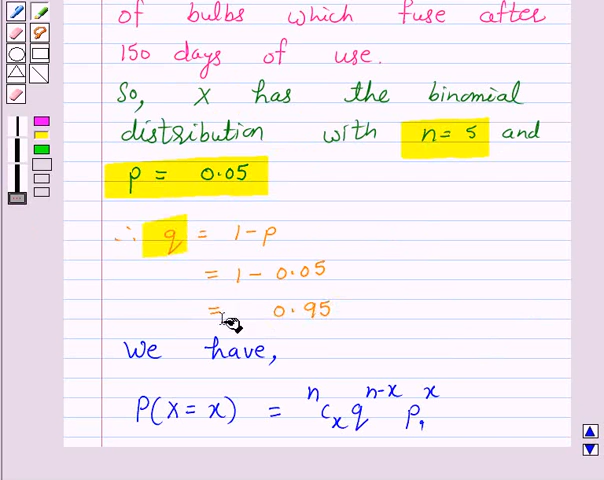 of bulbs which fuse after
150 days of use.
So, X has the binomial
distribution with n = 5 and
p = 0.05
∴ q = 1-p
= 1 - 0.05
= 0.95
We have,
P(X = x) = ⁿCₓ qⁿ⁻ˣ pˣ,